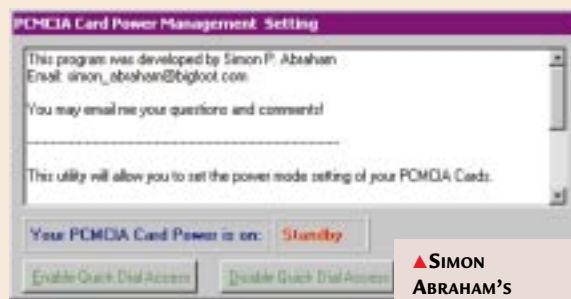 PCMCIA Card Power Management Setting
This program was developed by Simon P. Abraham
Email: simon_abraham@bigfoot.com
You may email me your questions and comments!
------------------------------------------------------------
This utility will allow you to set the power mode setting of your PCMCIA Cards.
Your PCMCIA Card Power is on: Standby
Enable Quick Dial Access Disable Quick Dial Access
▲SIMON
ABRAHAM'S